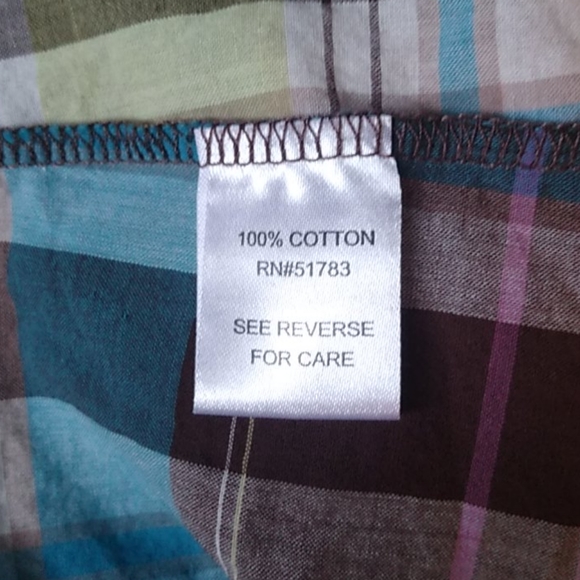 100% COTTON
RN#51783
SEE REVERSE
FOR CARE